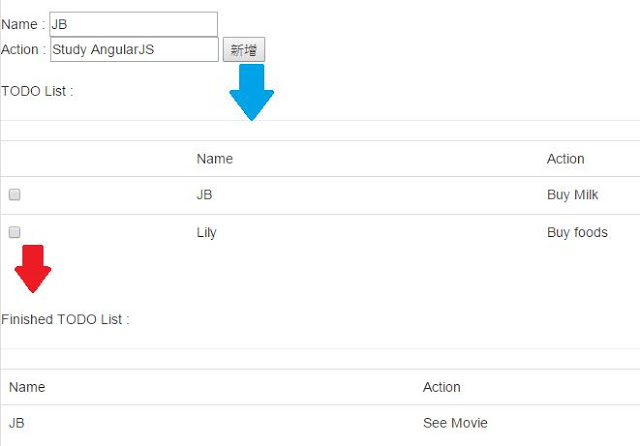 Name : JB
Action : Study AngularJS 新增
TODO List :
Name Action
JB Buy Milk
Lily Buy foods
Finished TODO List :
Name Action
JB See Movie